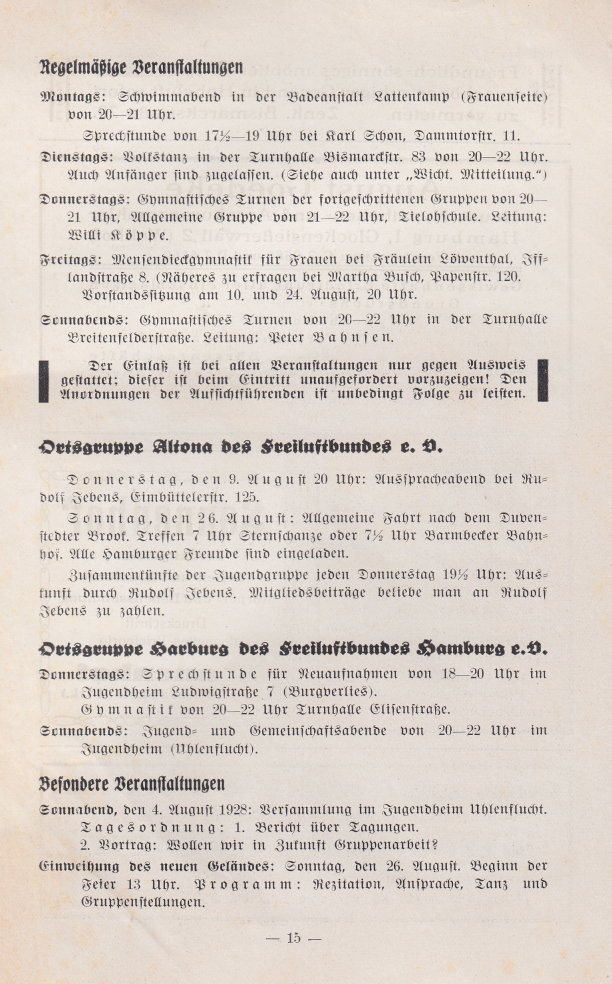 Regelmäßige Veranstaltungen
Montags: Schwimmabend in der Badeanstalt Lattenkamp (Frauenseite)
von 20—21 Uhr.
Sprechstunde von 17½—19 Uhr bei Karl Schon, Dammtorstr. 11.
Dienstags: Volkstanz in der Turnhalle Bismarckstr. 83 von 20—22 Uhr.
Auch Anfänger sind zugelassen. (Siehe auch unter „Wicht. Mitteilung.“)
Donnerstags: Gymnastisches Turnen der fortgeschrittenen Gruppen von 20—
21 Uhr, Allgemeine Gruppe von 21—22 Uhr, Tielohschule. Leitung:
Willi Köppe.
Freitags: Mensendieckgymnastik für Frauen bei Fräulein Löwenthal, Iff-
landstraße 8. (Näheres zu erfragen bei Martha Busch, Papenstr. 120.
Vorstandssitzung am 10. und 24. August, 20 Uhr.
Sonnabends: Gymnastisches Turnen von 20—22 Uhr in der Turnhalle
Breitenfelderstraße. Leitung: Peter Bahnsen.
Der Einlaß ist bei allen Veranstaltungen nur gegen Ausweis
gestattet; dieser ist beim Eintritt unaufgefordert vorzuzeigen! Den
Anordnungen der Aufsichtführenden ist unbedingt Folge zu leisten.
Ortsgruppe Altona des Freiluftbundes e. V.
Donnerstag, den 9. August 20 Uhr: Ausspracheabend bei Ru-
dolf Jebens, Eimbüttelerstr. 125.
Sonntag, den 26. August: Allgemeine Fahrt nach dem Duven-
stedter Brook. Treffen 7 Uhr Sternschanze oder 7½ Uhr Barmbecker Bahn-
hof. Alle Hamburger Freunde sind eingeladen.
Zusammenkünfte der Jugendgruppe jeden Donnerstag 19½ Uhr: Aus-
kunft durch Rudolf Jebens. Mitgliedsbeiträge beliebe man an Rudolf
Jebens zu zahlen.
Ortsgruppe Harburg des Freiluftbundes Hamburg e.V.
Donnerstags: Sprechstunde für Neuaufnahmen von 18—20 Uhr im
Jugendheim Ludwigstraße 7 (Burgverlies).
Gymnastik von 20—22 Uhr Turnhalle Elisenstraße.
Sonnabends: Jugend- und Gemeinschaftsabende von 20—22 Uhr im
Jugendheim (Uhlenflucht).
Besondere Veranstaltungen
Sonnabend, den 4. August 1928: Versammlung im Jugendheim Uhlenflucht.
Tagesordnung: 1. Bericht über Tagungen.
2. Vortrag: Wollen wir in Zukunft Gruppenarbeit?
Einweihung des neuen Geländes: Sonntag, den 26. August. Beginn der
Feier 13 Uhr. Programm: Rezitation, Ansprache, Tanz und
Gruppenstellungen.
— 15 —